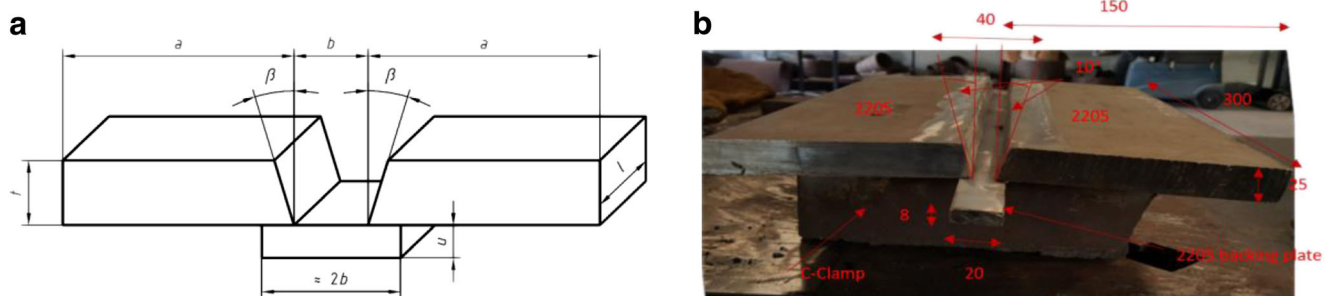 a
a
b
a
β
β
t
l
u
≈ 2b
b
40
150
10°
2205
2205
300
25
8
2205 backing plate
C-Clamp
20